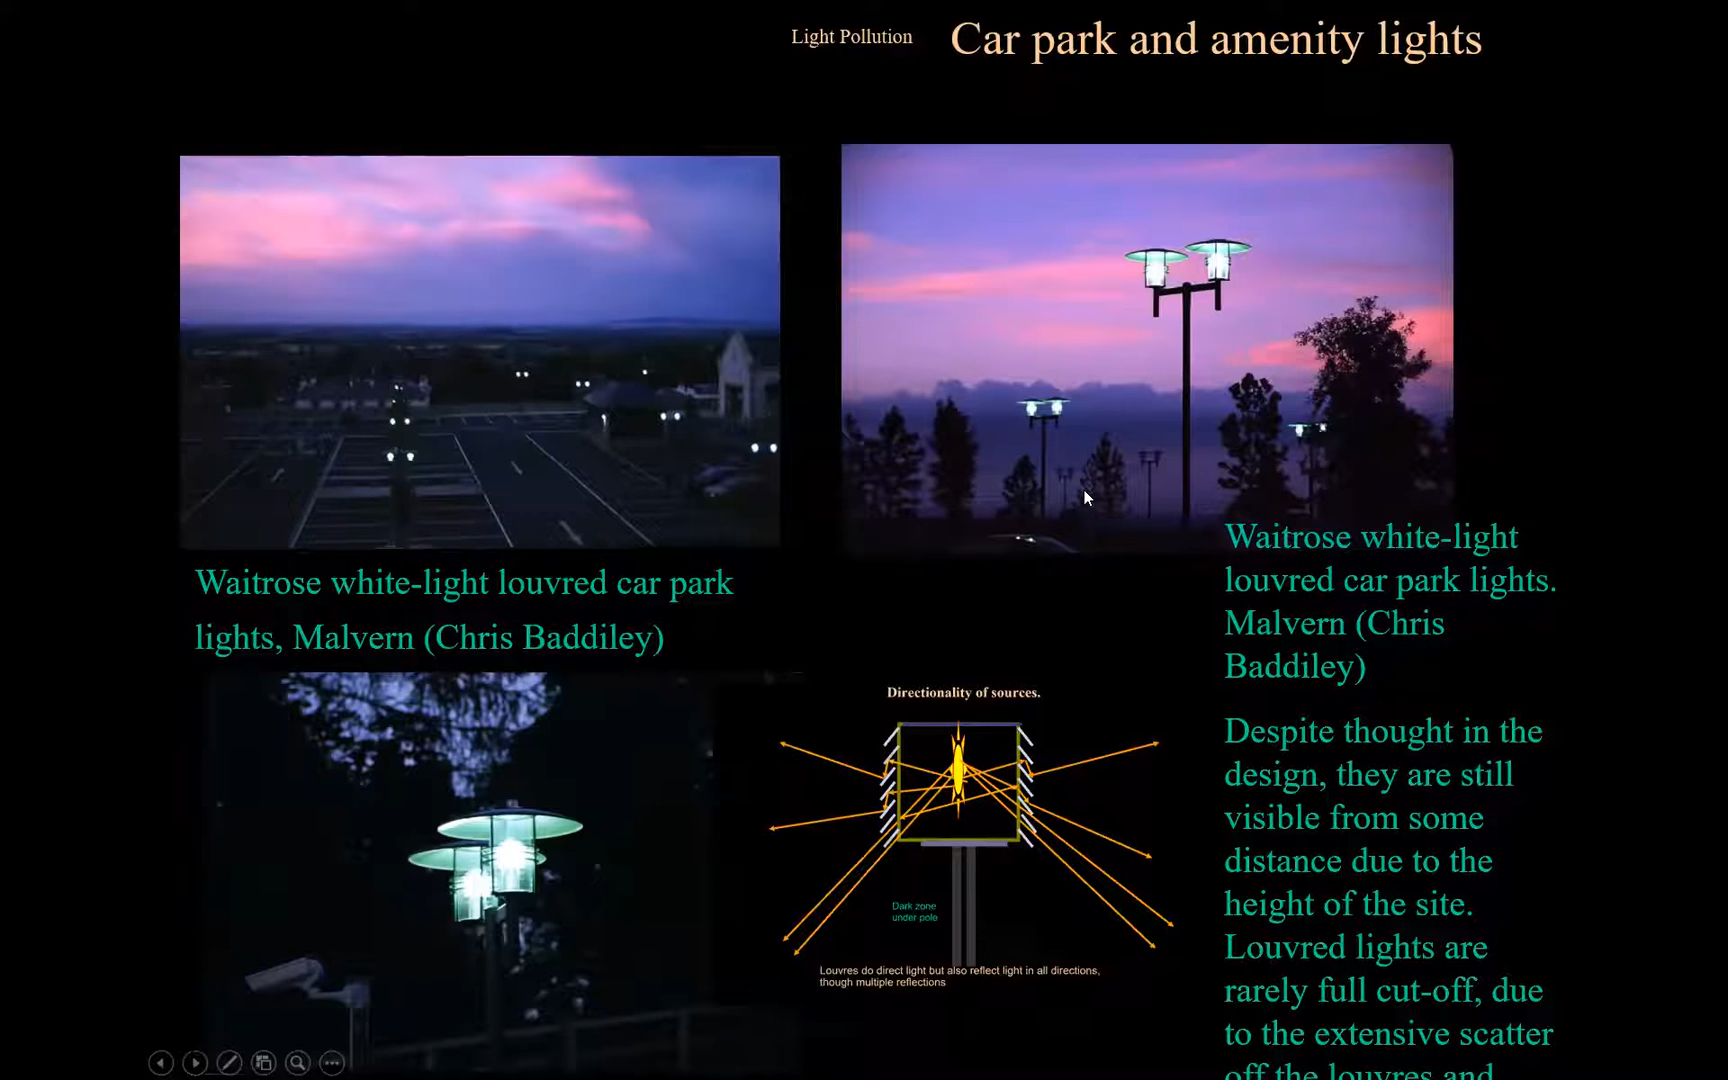 Light Pollution
Car park and amenity lights
Waitrose white-light louvred car park
lights, Malvern (Chris Baddiley)
Waitrose white-light
louvred car park lights.
Malvern (Chris
Baddiley)
Despite thought in the
design, they are still
visible from some
distance due to the
height of the site.
Louvred lights are
rarely full cut-off, due
to the extensive scatter
off the louvres and
Directionality of sources.
Dark zone
under pole
Louvres do direct light but also reflect light in all directions,
though multiple reflections